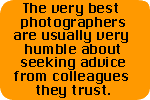 The very best
photographers
are usually very
humble about
seeking advice
from colleagues
they trust.